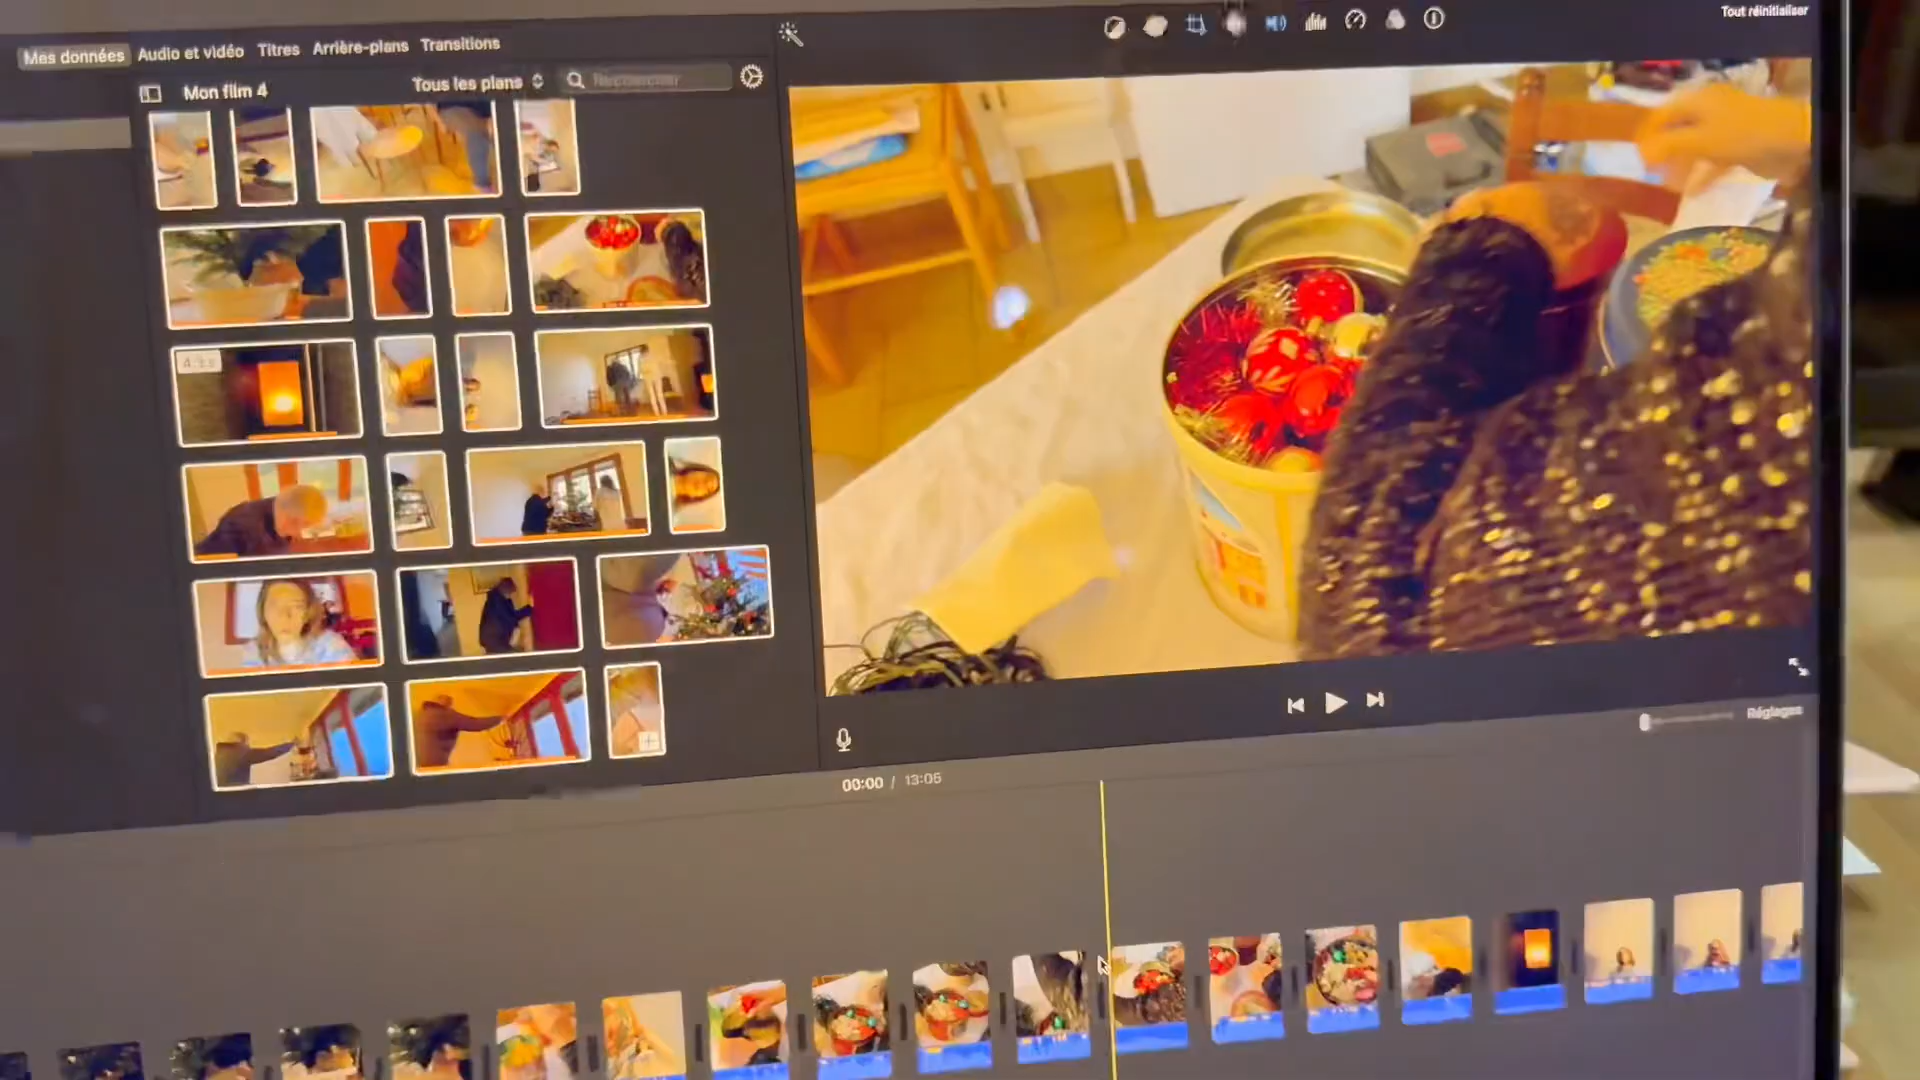 Tout réinitialiser
Mes données Audio et vidéo Titres Arrière-plans Transitions
Mon film 4 Tous les plans Rechercher
Réglages
00:00 / 13:05